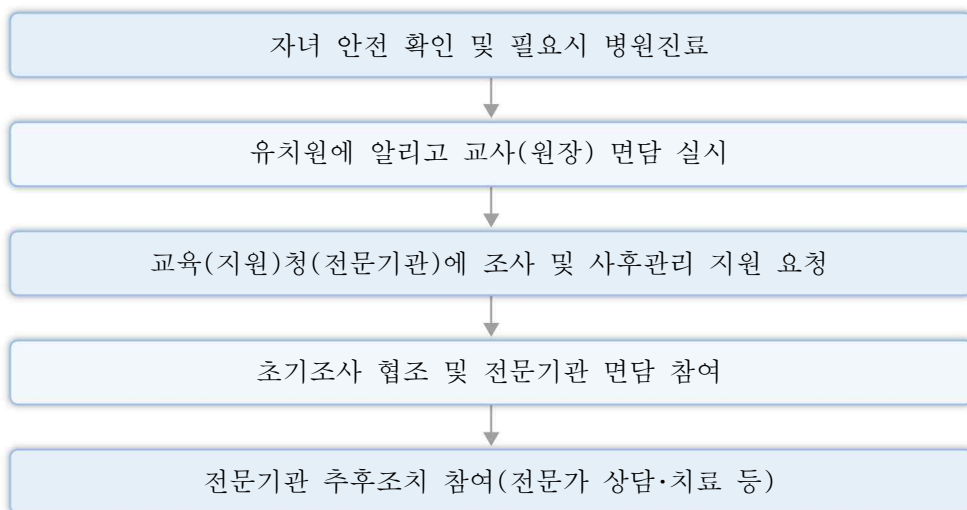 자녀 안전 확인 및 필요시 병원진료
유치원에 알리고 교사(원장) 면담 실시
교육(지원)청(전문기관)에 조사 및 사후관리 지원 요청
초기조사 협조 및 전문기관 면담 참여
전문기관 추후조치 참여(전문가 상담·치료 등)